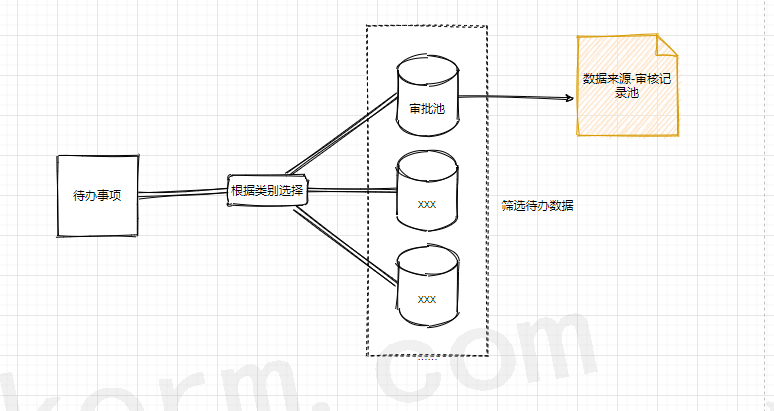 数据来源-审核记
录池
审批池
待办事项
根据类别选择
xxx
筛选待办数据
xxx
......
korm.com